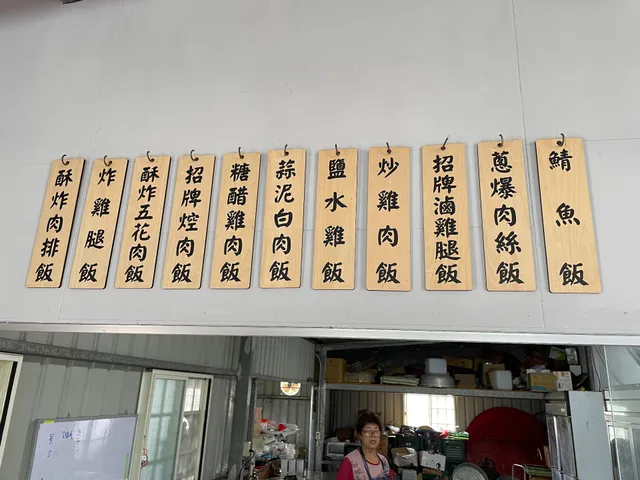 鯖魚飯
蔥爆肉絲飯
招牌滷雞腿飯
炒雞肉飯
鹽水雞飯
蒜泥白肉飯
糖醋雞肉飯
招牌焢肉飯
酥炸五花肉飯
炸雞腿飯
酥炸肉排飯